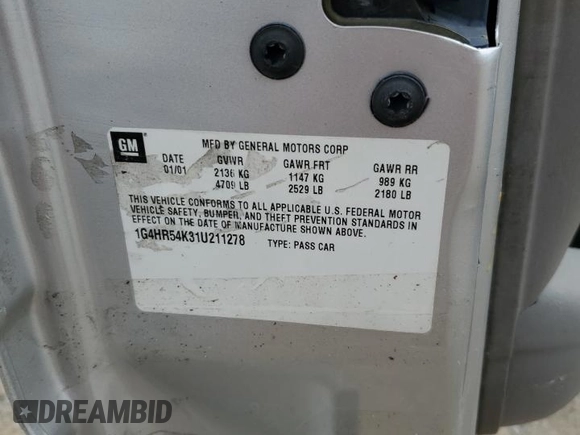 GM
MFD BY GENERAL MOTORS CORP
DATE GVWR GAWR FRT GAWR RR
01/01 2136 KG 1147 KG 989 KG
4709 LB 2529 LB 2180 LB
THIS VEHICLE CONFORMS TO ALL APPLICABLE U.S. FEDERAL MOTOR
VEHICLE SAFETY, BUMPER, AND THEFT PREVENTION STANDARDS IN
EFFECT ON THE DATE OF MANUFACTURE SHOWN ABOVE.
1G4HR54K31U211278 TYPE: PASS CAR
DREAMBID